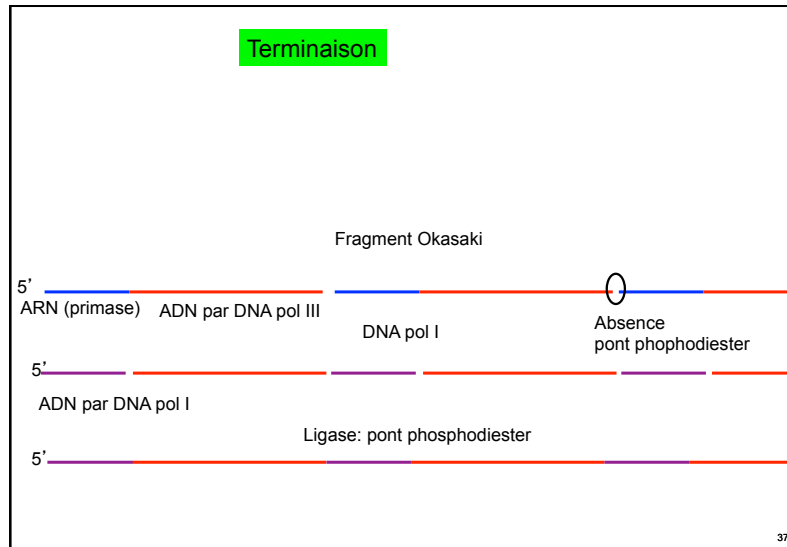 Terminaison
Fragment Okasaki
5’
ARN (primase)
ADN par DNA pol III
DNA pol I
Absence
pont phophodiester
5’
ADN par DNA pol I
Ligase: pont phosphodiester
5’
37